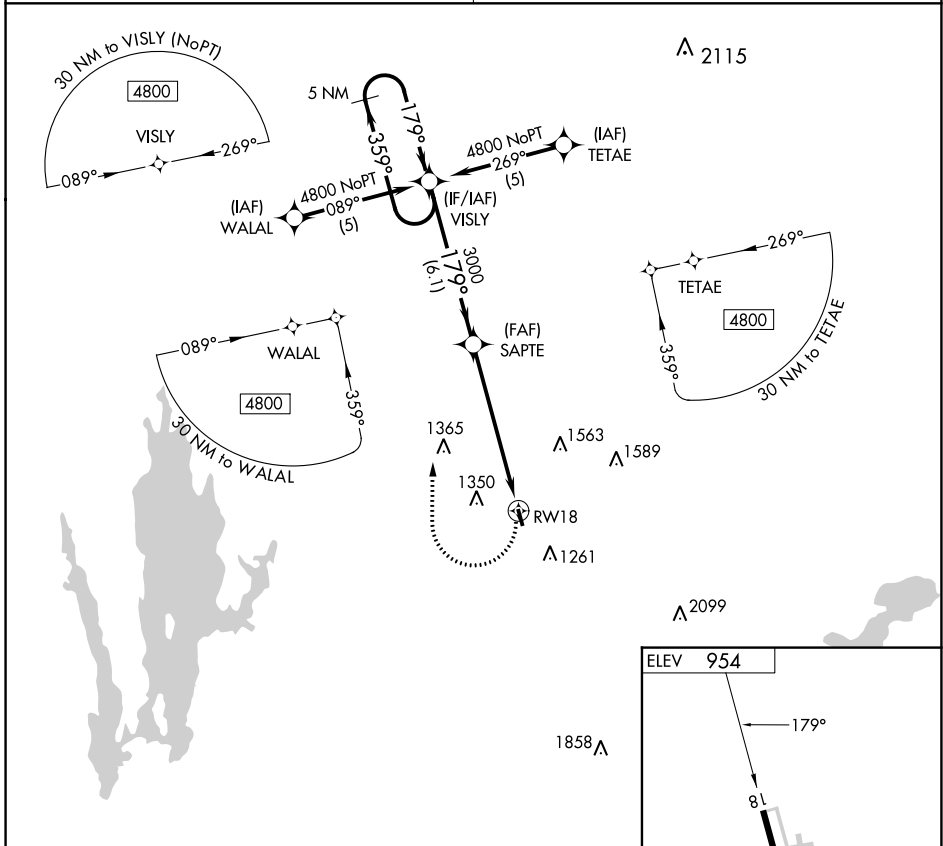 30 NM to VISLY (NoPT)
4800
VISLY
089°
269°
5 NM
359°
179°
2115
(IAF)
TETAE
4800 NoPT
269°
(5)
(IF/IAF)
VISLY
4800 NoPT
089°
(5)
(IAF)
WALAL
3000
179°
(6.1)
(FAF)
SAPTE
269°
TETAE
4800
359°
30 NM to TETAE
089°
WALAL
4800
359°
30 NM to WALAL
1365
1563
1589
1350
RW18
1261
2099
1858
ELEV 954
179°
18